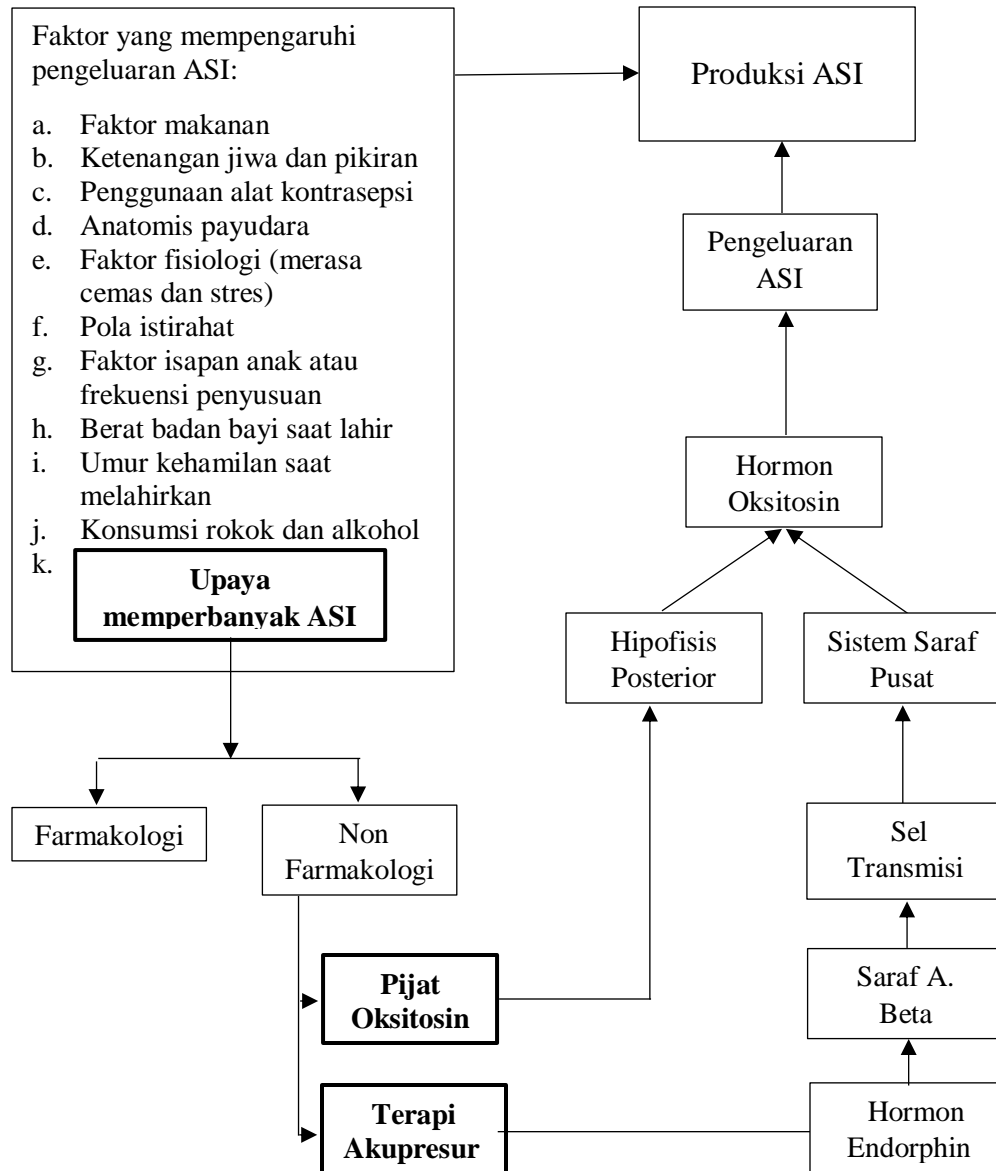 Faktor yang mempengaruhi
pengeluaran ASI:
a. Faktor makanan
b. Ketenangan jiwa dan pikiran
c. Penggunaan alat kontrasepsi
d. Anatomis payudara
e. Faktor fisiologi (merasa
cemas dan stres)
f. Pola istirahat
g. Faktor isapan anak atau
frekuensi penyusuan
h. Berat badan bayi saat lahir
i. Umur kehamilan saat
melahirkan
j. Konsumsi rokok dan alkohol
k.
Upaya
memperbanyak ASI
Produksi ASI
Pengeluaran
ASI
Hormon
Oksitosin
Hipofisis
Posterior
Sistem Saraf
Pusat
Farmakologi
Non
Farmakologi
Sel
Transmisi
Pijat
Oksitosin
Saraf A.
Beta
Terapi
Akupresur
Hormon
Endorphin